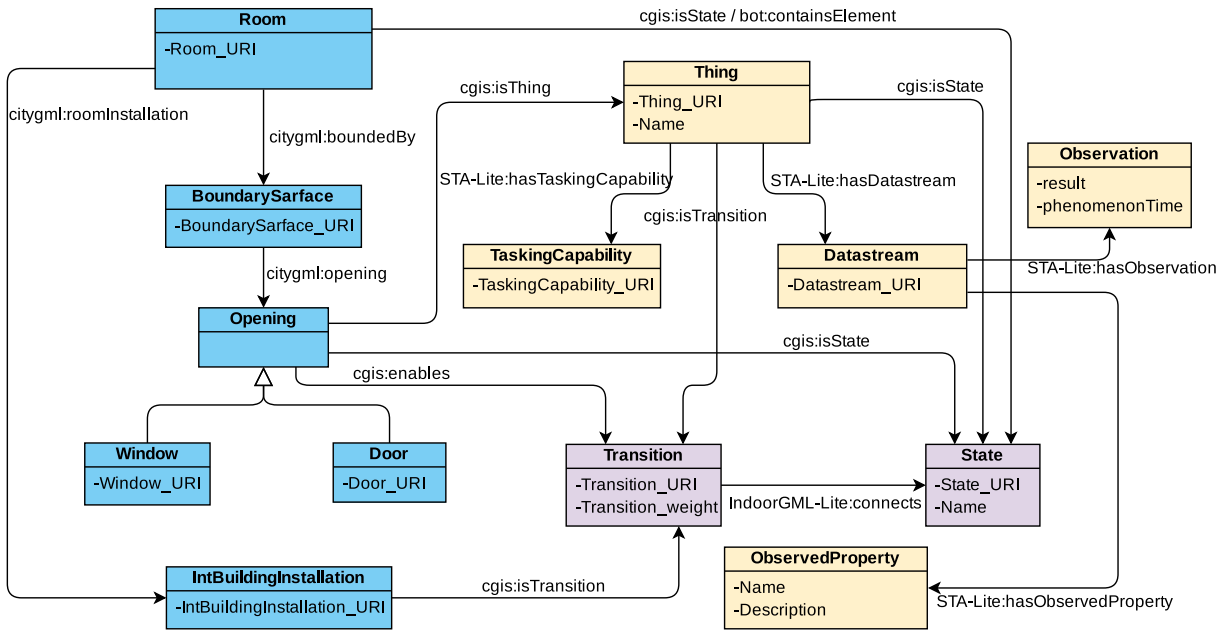 Room
-Room_URI
cgis:isState / bot:containsElement
citygml:roomInstallation
citygml:boundedBy
cgis:isThing
Thing
-Thing_URI
-Name
cgis:isState
Observation
-result
-phenomenonTime
BoundarySarface
-BoundarySarface_URI
STA-Lite:hasTaskingCapability
STA-Lite:hasDatastream
cgis:isTransition
TaskingCapability
-TaskingCapability_URI
Datastream
-Datastream_URI
STA-Lite:hasObservation
citygml:opening
Opening
cgis:isState
cgis:enables
Window
-Window_URI
Door
-Door_URI
Transition
-Transition_URI
-Transition_weight
IndoorGML-Lite:connects
State
-State_URI
-Name
IntBuildingInstallation
-IntBuildingInstallation_URI
cgis:isTransition
ObservedProperty
-Name
-Description
STA-Lite:hasObservedProperty